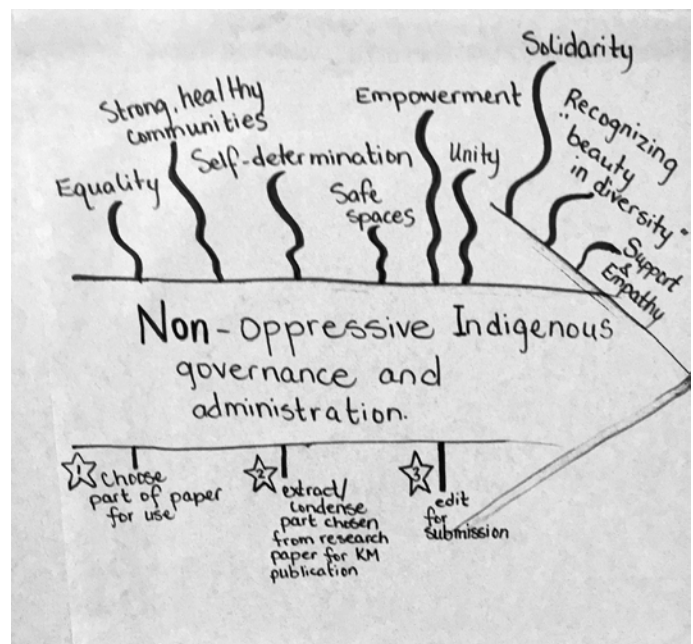 Solidarity
Strong, healthy
communities
Empowerment
Recognizing
"beauty
in diversity"
Self-determination
Unity
Equality
Safe
spaces
Support
&
Empathy
Non-oppressive Indigenous
governance and
administration.
1 Choose
part of paper
for use
2 extract/
condense
part chosen
from research
paper for KM
publication
3 edit
for
submission